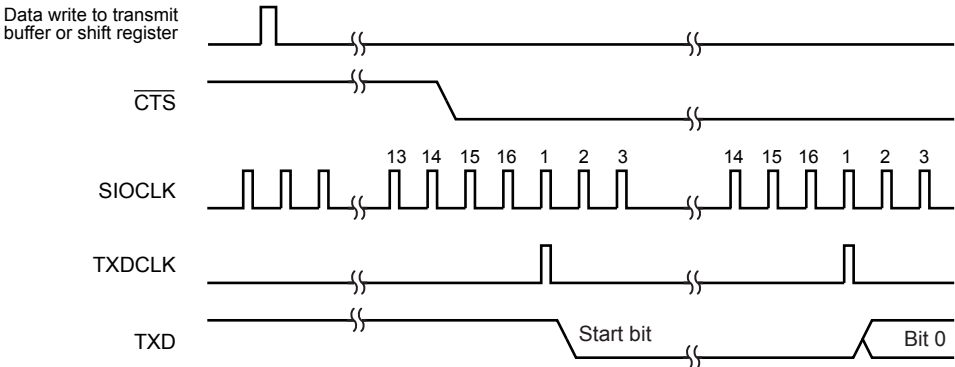 Data write to transmit
buffer or shift register
CTS
13 14 15 16 1 2 3 14 15 16 1 2 3
SIOCLK
TXDCLK
TXD
Start bit
Bit 0